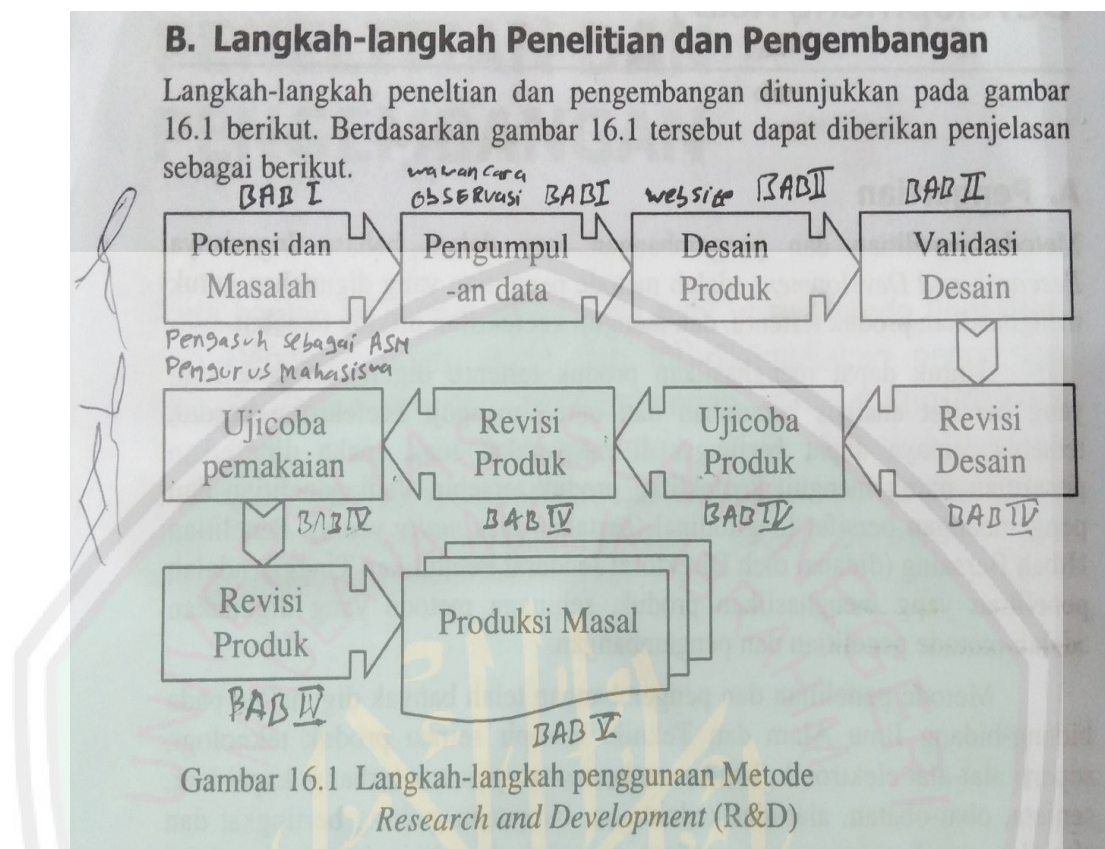 B. Langkah-langkah Penelitian dan Pengembangan
Langkah-langkah peneltian dan pengembangan ditunjukkan pada gambar
16.1 berikut. Berdasarkan gambar 16.1 tersebut dapat diberikan penjelasan
sebagai berikut.
BAB I
wawancara
obsERvasi BAB I
website BAB II
BAB II
Potensi dan
Masalah
Pengumpul
-an data
Desain
Produk
Validasi
Desain
Pengasuh sebagai ASM
Pengurus Mahasiswa
Ujicoba
pemakaian
Revisi
Produk
Ujicoba
Produk
Revisi
Desain
BAB IV
BAB IV
BAB IV
BAB IV
Revisi
Produk
Produksi Masal
BAB IV
BAB V
Gambar 16.1 Langkah-langkah penggunaan Metode
Research and Development (R&D)